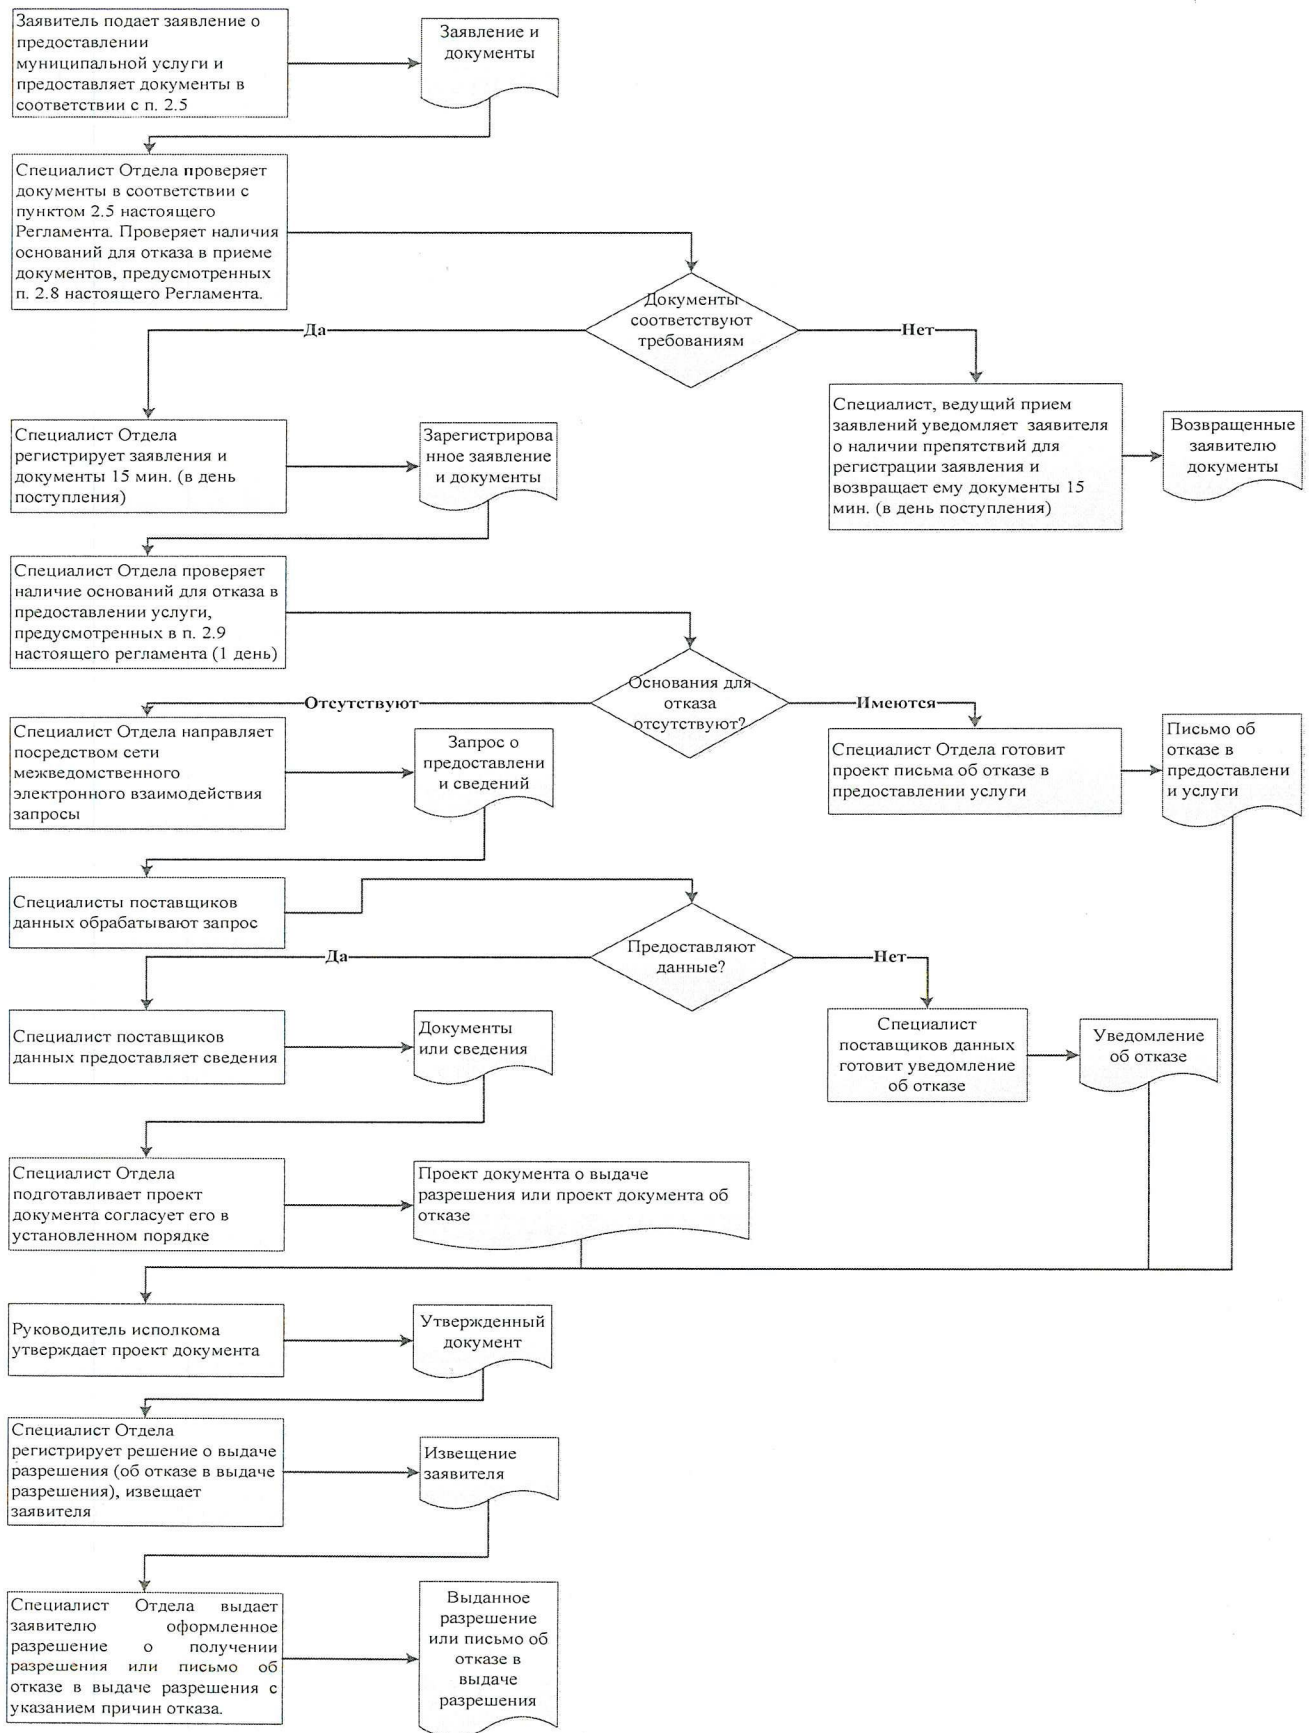 Заявитель подает заявление о
предоставлении
муниципальной услуги и
предоставляет документы в
соответствии с п. 2.5
Заявление и
документы
Специалист Отдела проверяет
документы в соответствии с
пунктом 2.5 настоящего
Регламента. Проверяет наличия
оснований для отказа в приеме
документов, предусмотренных
п. 2.8 настоящего Регламента.
Документы
соответствуют
требованиям
Да
Нет
Специалист Отдела
регистрирует заявления и
документы 15 мин. (в день
поступления)
Зарегистрирова
нное заявление
и документы
Специалист, ведущий прием
заявлений уведомляет заявителя
о наличии препятствий для
регистрации заявления и
возвращает ему документы 15
мин. (в день поступления)
Возвращенные
заявителю
документы
Специалист Отдела проверяет
наличие оснований для отказа в
предоставлении услуги,
предусмотренных в п. 2.9
настоящего регламента (1 день)
Основания для
отказа
отсутствуют?
Отсутствуют
Имеются
Специалист Отдела направляет
посредством сети
межведомственного
электронного взаимодействия
запросы
Запрос о
предоставлени
и сведений
Специалист Отдела готовит
проект письма об отказе в
предоставлении услуги
Письмо об
отказе в
предоставлени
и услуги
Специалисты поставщиков
данных обрабатывают запрос
Предоставляют
данные?
Да
Нет
Специалист поставщиков
данных предоставляет сведения
Документы
или сведения
Специалист
поставщиков данных
готовит уведомление
об отказе
Уведомление
об отказе
Специалист Отдела
подготавливает проект
документа согласует его в
установленном порядке
Проект документа о выдаче
разрешения или проект документа об
отказе
Руководитель исполкома
утверждает проект документа
Утвержденный
документ
Специалист Отдела
регистрирует решение о выдаче
разрешения (об отказе в выдаче
разрешения), извещает
заявителя
Извещение
заявителя
Специалист Отдела выдает
заявителю оформленное
разрешение о получении
разрешения или письмо об
отказе в выдаче разрешения с
указанием причин отказа.
Выданное
разрешение
или письмо об
отказе в
выдаче
разрешения